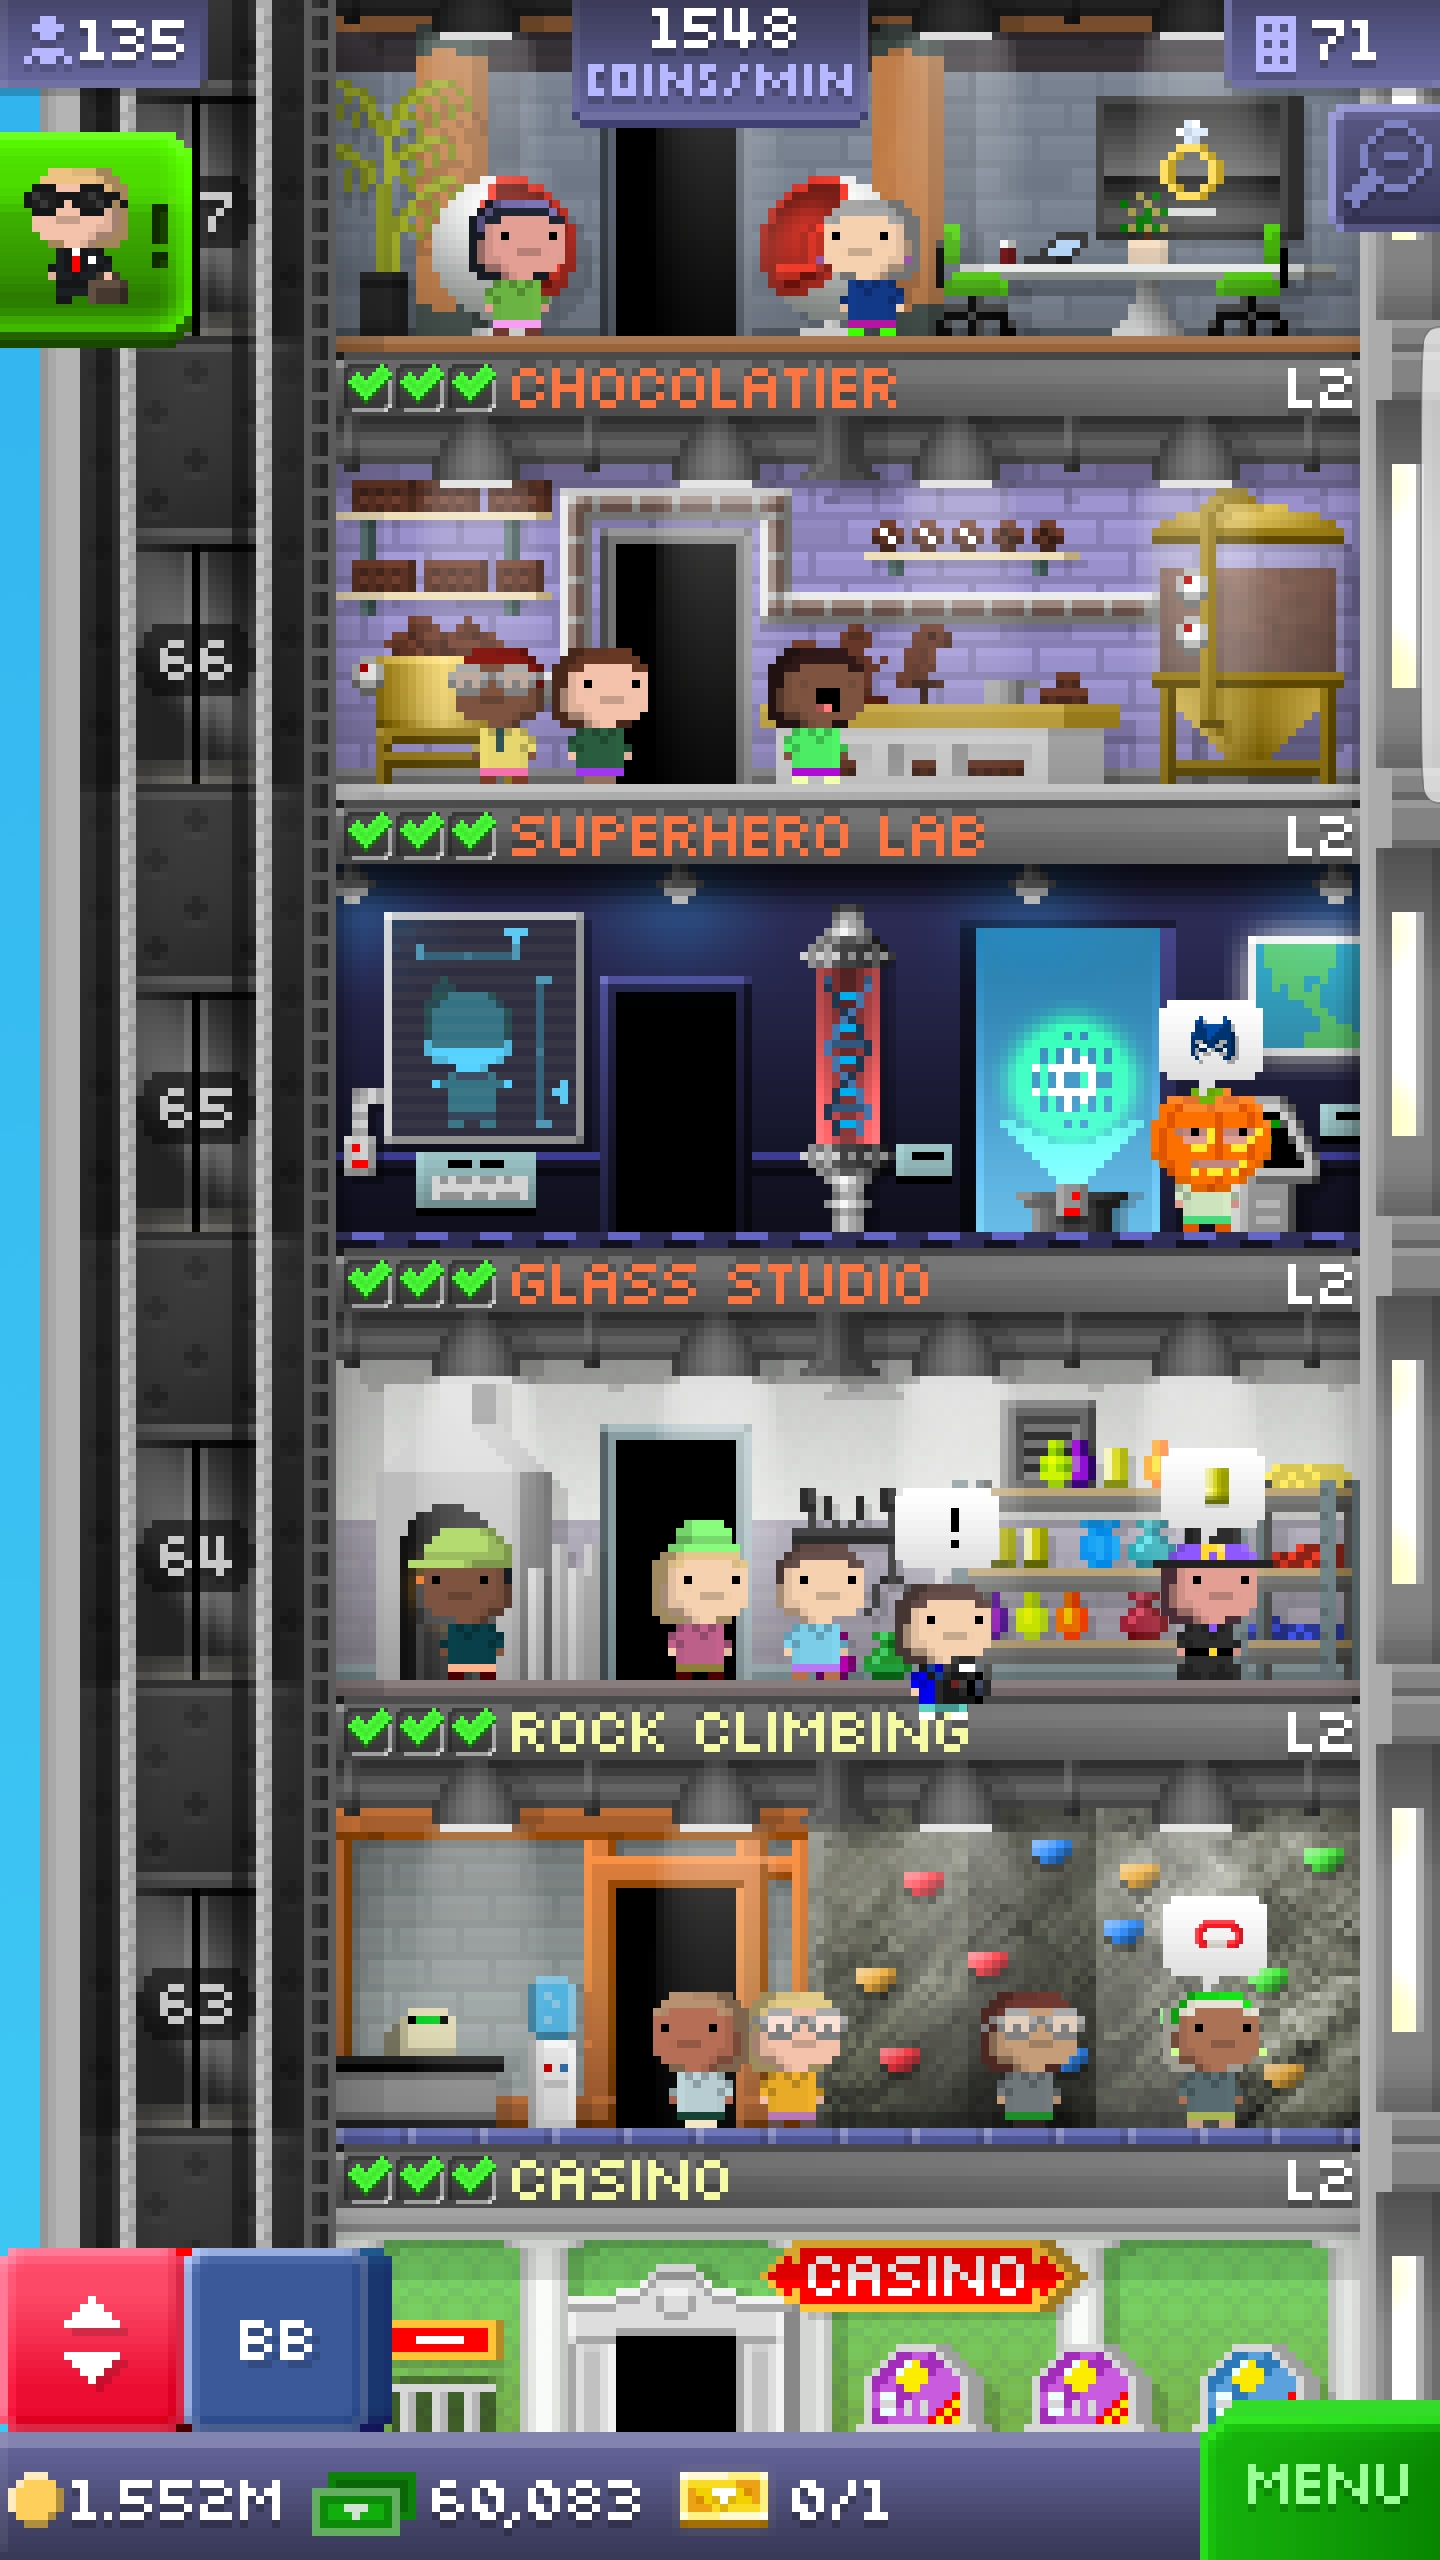 135
1548
COINS/MIN
71
!
7
CHOCOLATIER L2
66
SUPERHERO LAB L2
65
GLASS STUDIO L2
64
!
ROCK CLIMBING L2
63
CASINO L2
CASINO
BB
1.552M 60,083 0/1
MENU